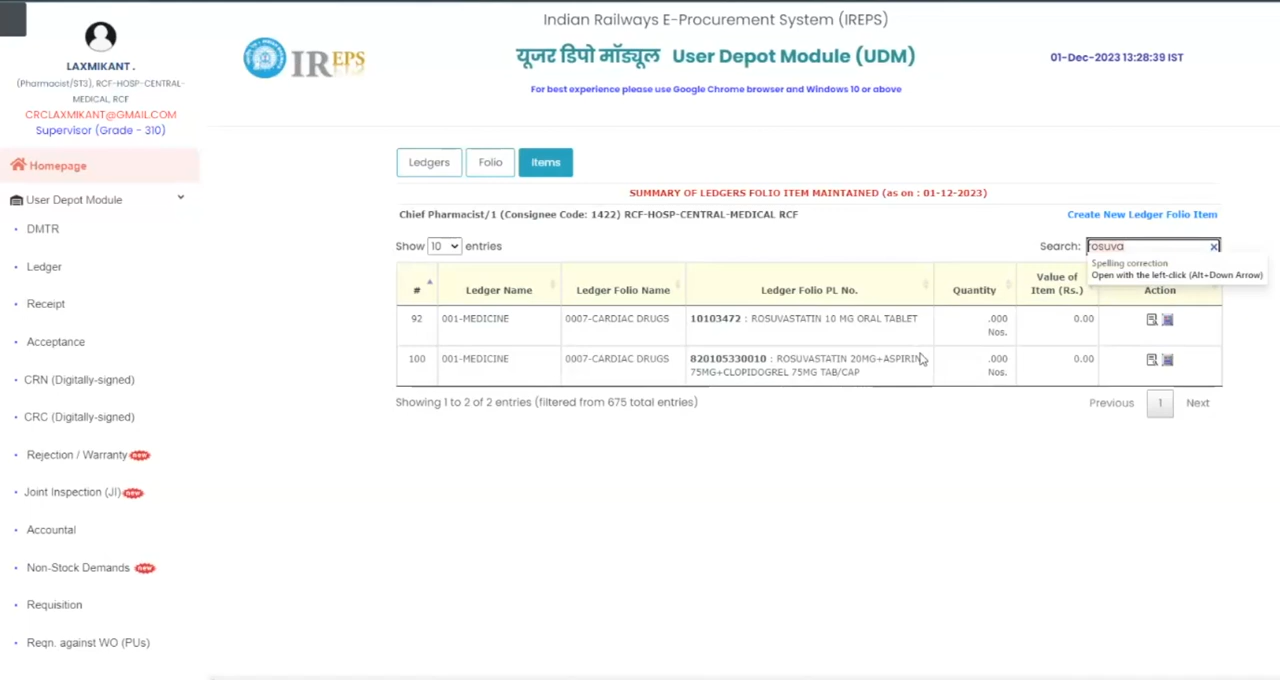 Indian Railways E-Procurement System (IREPS)
IREPS
यूजर डिपो मॉड्यूल User Depot Module (UDM)
01-Dec-2023 13:28:39 IST
For best experience please use Google Chrome browser and Windows 10 or above
LAXMIKANT .
(Pharmacist/ST3), RCF-HOSP-CENTRAL-
MEDICAL, RCF
CRCLAXMIKANT@GMAIL.COM
Supervisor (Grade - 310)
Homepage
User Depot Module
DMTR
Ledger
Receipt
Acceptance
CRN (Digitally-signed)
CRC (Digitally-signed)
Rejection / Warranty new
Joint Inspection (JI) new
Accountal
Non-Stock Demands new
Requisition
Reqn. against WO (PUs)
Ledgers Folio Items
SUMMARY OF LEDGERS FOLIO ITEM MAINTAINED (as on : 01-12-2023)
Chief Pharmacist/1 (Consignee Code: 1422) RCF-HOSP-CENTRAL-MEDICAL RCF
Create New Ledger Folio Item
Show 10 entries
Search: rosuva x
Spelling correction
Open with the left-click (Alt+Down Arrow)
# Ledger Name Ledger Folio Name Ledger Folio PL No. Quantity Value of Item (Rs.) Action
92 001-MEDICINE 0007-CARDIAC DRUGS 10103472 : ROSUVASTATIN 10 MG ORAL TABLET .000 0.00
Nos.
100 001-MEDICINE 0007-CARDIAC DRUGS 820105330010 : ROSUVASTATIN 20MG+ASPIRIN .000 0.00
75MG+CLOPIDOGREL 75MG TAB/CAP Nos.
Showing 1 to 2 of 2 entries (filtered from 675 total entries)
Previous 1 Next